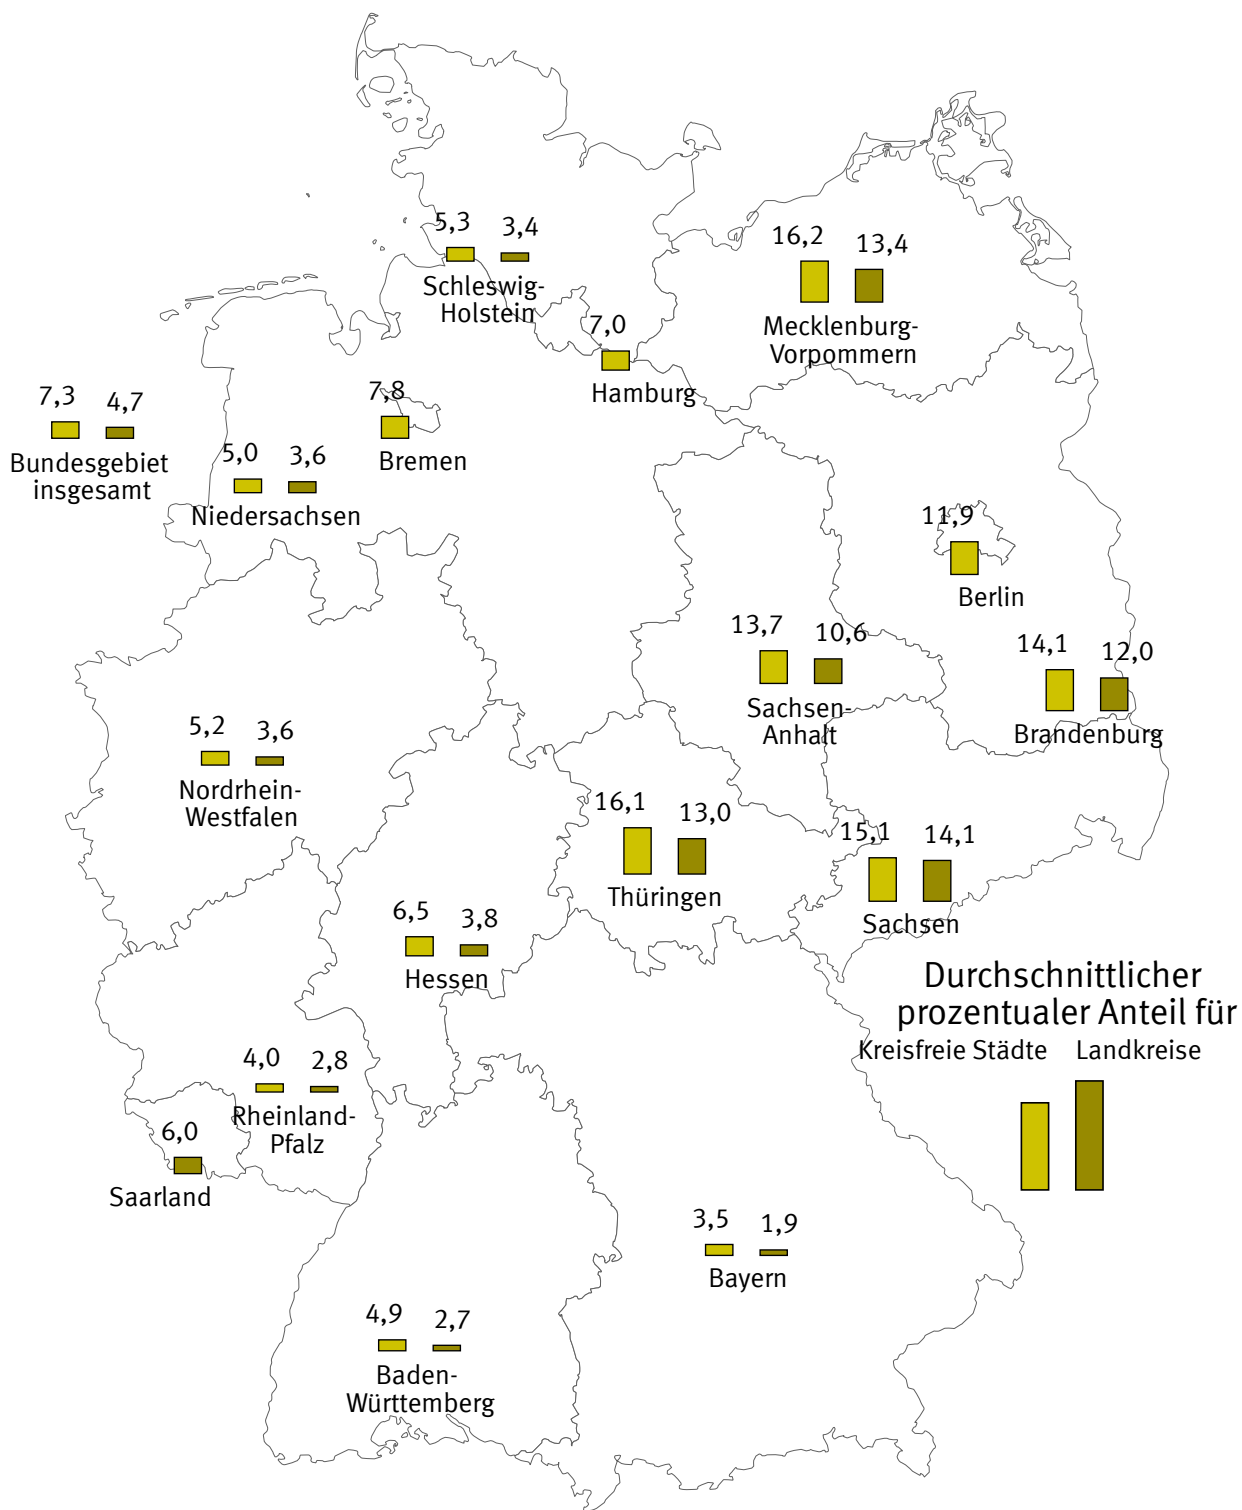 5,3 3,4
Schleswig-
Holstein
16,2 13,4
Mecklenburg-
Vorpommern
7,0
Hamburg
7,8
Bremen
7,3 4,7
Bundesgebiet
insgesamt
5,0 3,6
Niedersachsen
11,9
Berlin
13,7 10,6
Sachsen-
Anhalt
14,1 12,0
Brandenburg
5,2 3,6
Nordrhein-
Westfalen
16,1 13,0
Thüringen
15,1 14,1
Sachsen
6,5 3,8
Hessen
Durchschnittlicher
prozentualer Anteil für
Kreisfreie Städte Landkreise
4,0 2,8
Rheinland-
Pfalz
6,0
Saarland
3,5 1,9
Bayern
4,9 2,7
Baden-
Württemberg